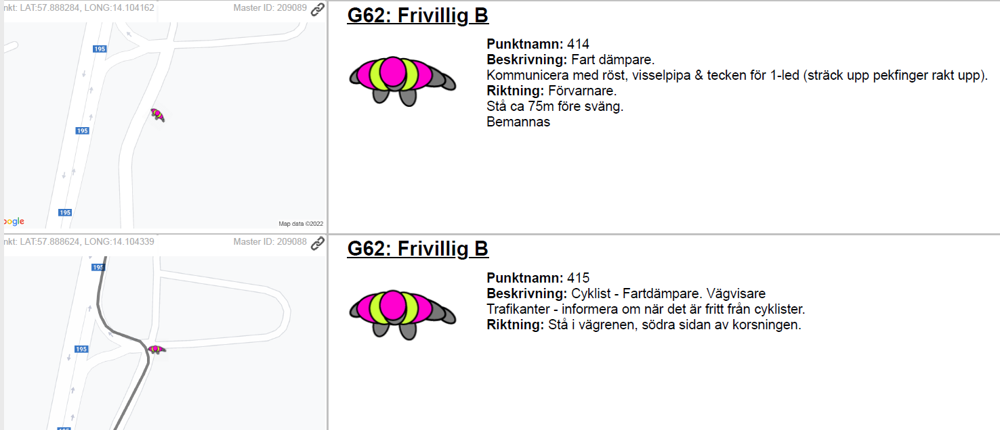 nkt: LAT:57.888284, LONG:14.104162
Master ID: 209089
195
195
195
oogle
Map data ©2022
G62: Frivillig B
Punktnamn: 414
Beskrivning: Fart dämpare.
Kommunicera med röst, visselpipa & tecken för 1-led (sträck upp pekfinger rakt upp).
Riktning: Förvarnare.
Stå ca 75m före sväng.
Bemannas
nkt: LAT:57.888624, LONG:14.104339
Master ID: 209088
195
195
195
G62: Frivillig B
Punktnamn: 415
Beskrivning: Cyklist - Fartdämpare. Vägvisare
Trafikanter - informera om när det är fritt från cyklister.
Riktning: Stå i vägrenen, södra sidan av korsningen.